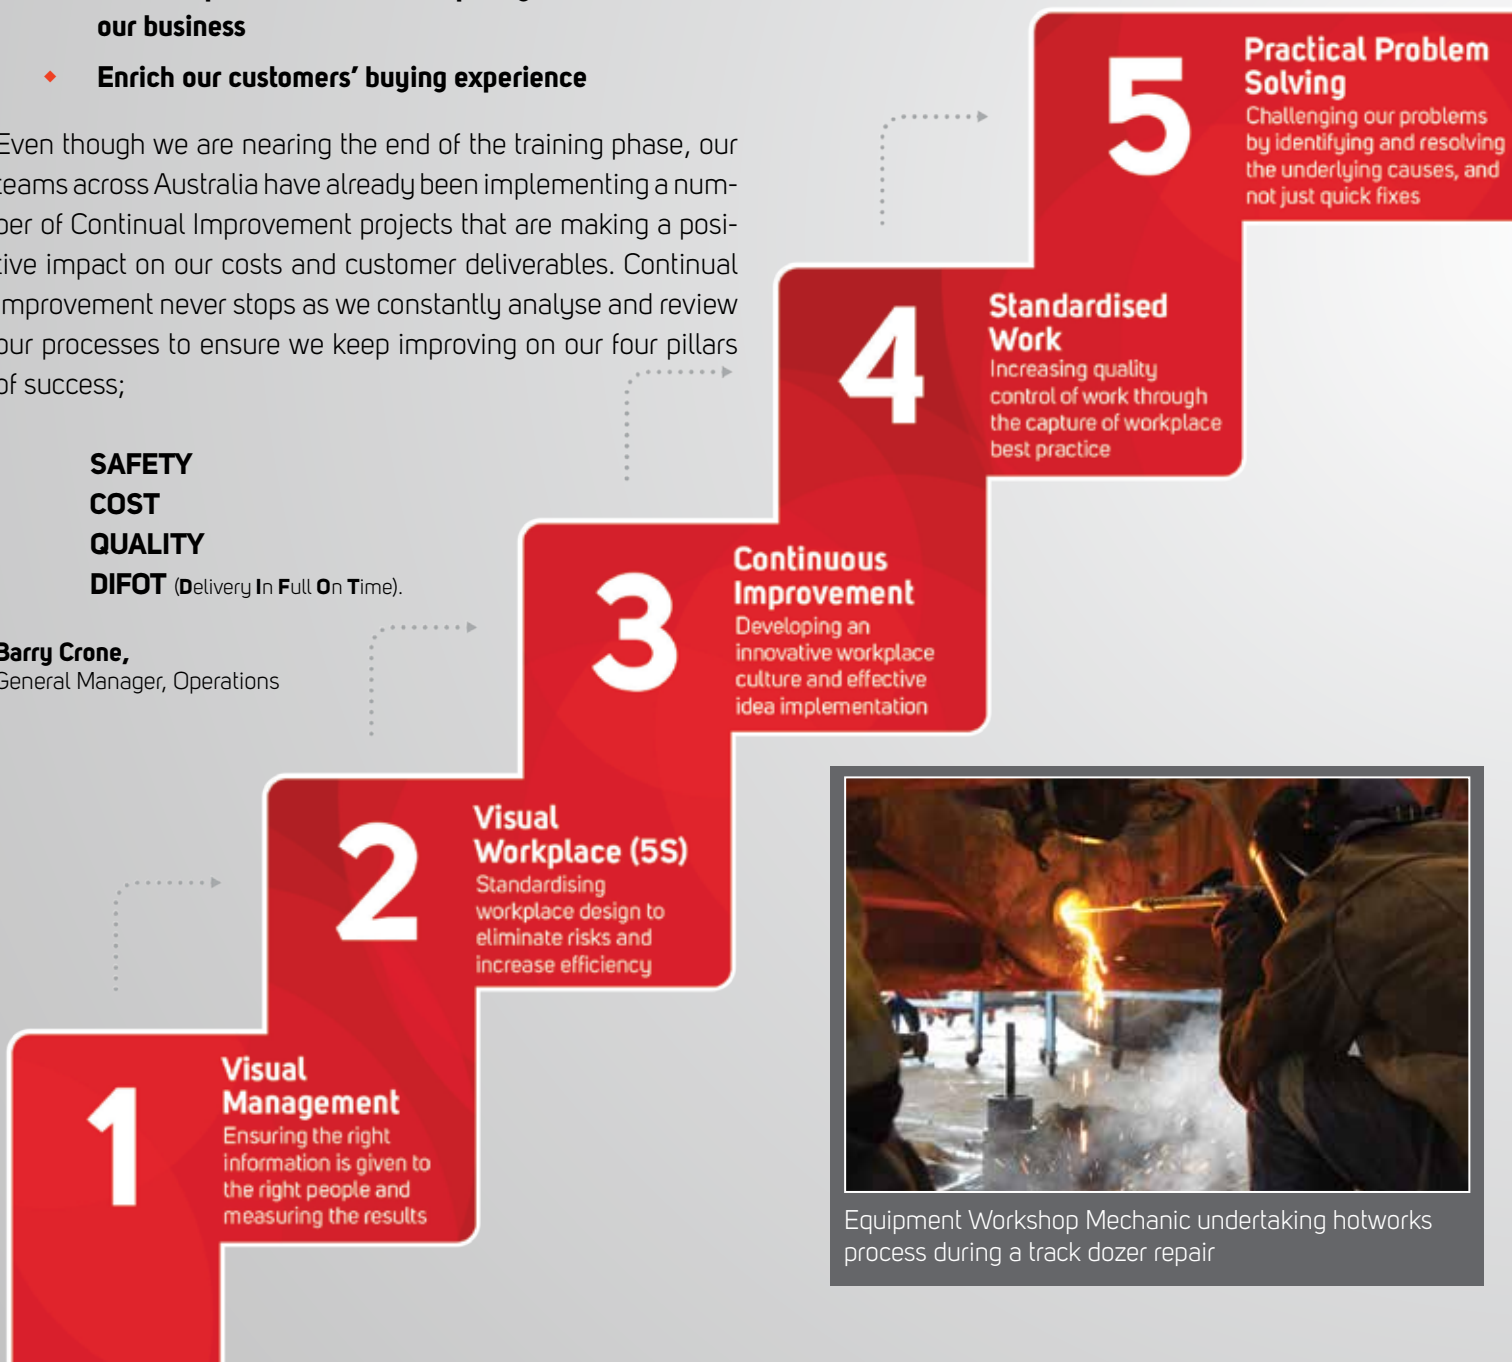 our business
Enrich our customers' buying experience
Even though we are nearing the end of the training phase, our
teams across Australia have already been implementing a num-
ber of Continual Improvement projects that are making a posi-
tive impact on our costs and customer deliverables. Continual
Improvement never stops as we constantly analyse and review
our processes to ensure we keep improving on our four pillars
of success;
SAFETY
COST
QUALITY
DIFOT (Delivery In Full On Time).
Barry Crone,
General Manager, Operations
1
Visual
Management
Ensuring the right
information is given to
the right people and
measuring the results
2
Visual
Workplace (5S)
Standardising
workplace design to
eliminate risks and
increase efficiency
3
Continuous
Improvement
Developing an
innovative workplace
culture and effective
idea implementation
4
Standardised
Work
Increasing quality
control of work through
the capture of workplace
best practice
5
Practical Problem
Solving
Challenging our problems
by identifying and resolving
the underlying causes, and
not just quick fixes
Equipment Workshop Mechanic undertaking hotworks
process during a track dozer repair